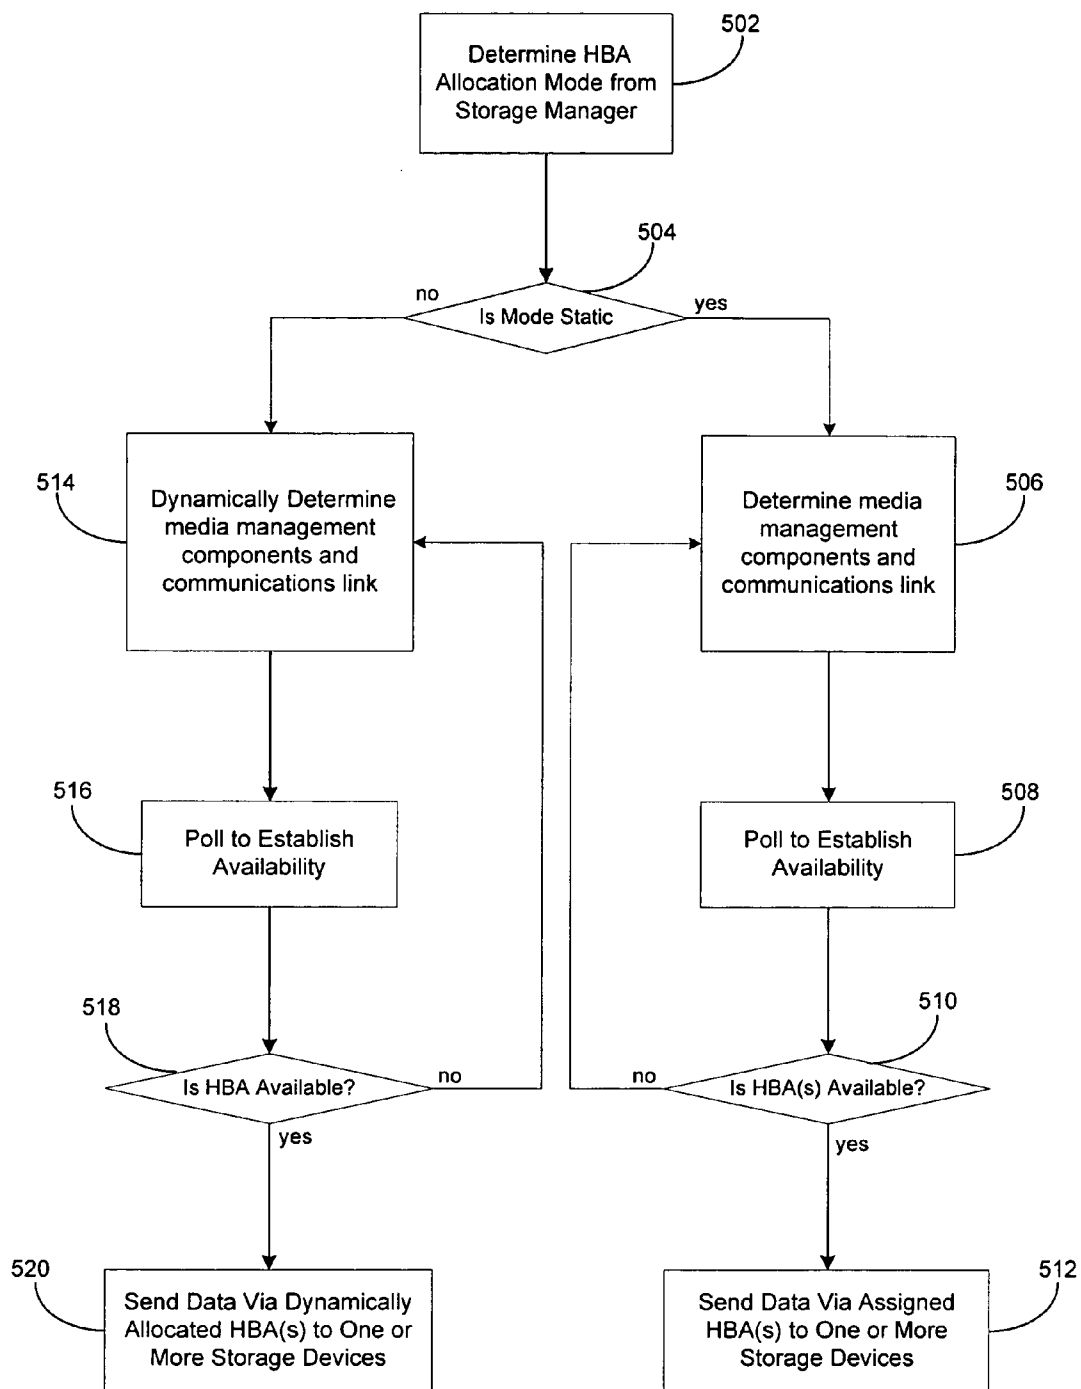 502
Determine HBA
Allocation Mode from
Storage Manager
504
no
Is Mode Static
yes
514
Dynamically Determine
media management
components and
communications link
506
Determine media
management
components and
communications link
516
Poll to Establish
Availability
508
Poll to Establish
Availability
518
Is HBA Available?
no
yes
510
no
Is HBA(s) Available?
yes
520
Send Data Via Dynamically
Allocated HBA(s) to One or
More Storage Devices
512
Send Data Via Assigned
HBA(s) to One or More
Storage Devices